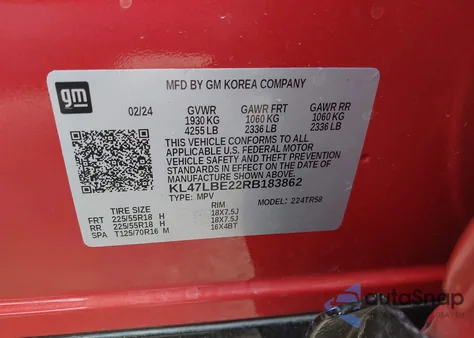 gm
MFD BY GM KOREA COMPANY
02/24 GVWR GAWR FRT GAWR RR
1930 KG 1060 KG 1060 KG
4255 LB 2336 LB 2336 LB
THIS VEHICLE CONFORMS TO ALL
APPLICABLE U.S. FEDERAL MOTOR
VEHICLE SAFETY AND THEFT PREVENTION
STANDARDS IN EFFECT ON THE DATE OF
MANUFACTURE SHOWN ABOVE.
KL47LBE22RB183862
TYPE: MPV MODEL: 224TR58
TIRE SIZE RIM
FRT 225/55R18 H 18X7.5J
RR 225/55R18 H 18X7.5J
SPA T125/70R16 M 16X4BT
autoSnap